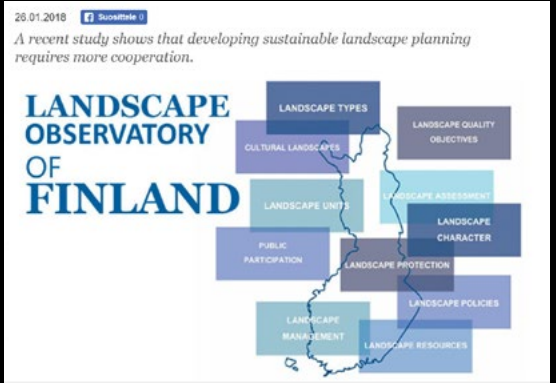 26.01.2018 Suosittele 0
A recent study shows that developing sustainable landscape planning
requires more cooperation.
LANDSCAPE
OBSERVATORY
OF
FINLAND
LANDSCAPE TYPES
LANDSCAPE QUALITY
OBJECTIVES
CULTURAL LANDSCAPES
LANDSCAPE ASSESSMENT
LANDSCAPE UNITS
LANDSCAPE
CHARACTER
PUBLIC
PARTICIPATION
LANDSCAPE PROTECTION
LANDSCAPE POLICIES
LANDSCAPE
MANAGEMENT
LANDSCAPE RESOURCES